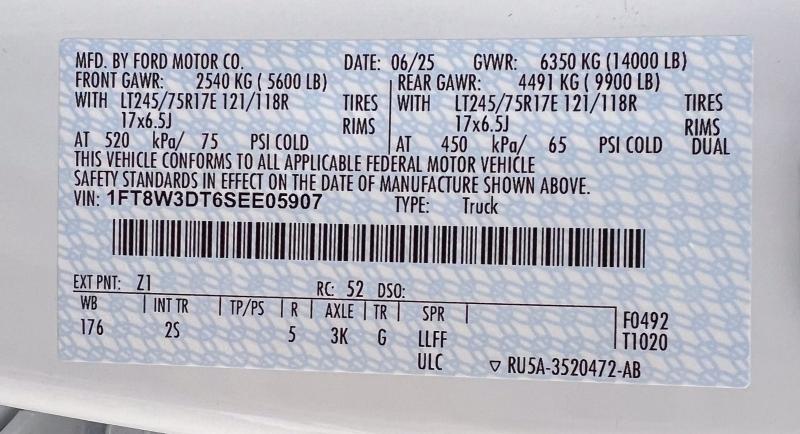 MFD. BY FORD MOTOR CO. DATE: 06/25 GVWR: 6350 KG (14000 LB)
FRONT GAWR: 2540 KG ( 5600 LB) REAR GAWR: 4491 KG ( 9900 LB)
WITH LT245/75R17E 121/118R TIRES WITH LT245/75R17E 121/118R TIRES
17x6.5J RIMS 17x6.5J RIMS
AT 520 kPa/ 75 PSI COLD AT 450 kPa/ 65 PSI COLD DUAL
THIS VEHICLE CONFORMS TO ALL APPLICABLE FEDERAL MOTOR VEHICLE
SAFETY STANDARDS IN EFFECT ON THE DATE OF MANUFACTURE SHOWN ABOVE.
VIN: 1FT8W3DT6SEE05907 TYPE: Truck
EXT PNT: Z1 RC: 52 DSO:
WB INT TR TP/PS R AXLE TR SPR F0492
176 2S 5 3K G LLFF T1020
ULC ▽ RU5A-3520472-AB